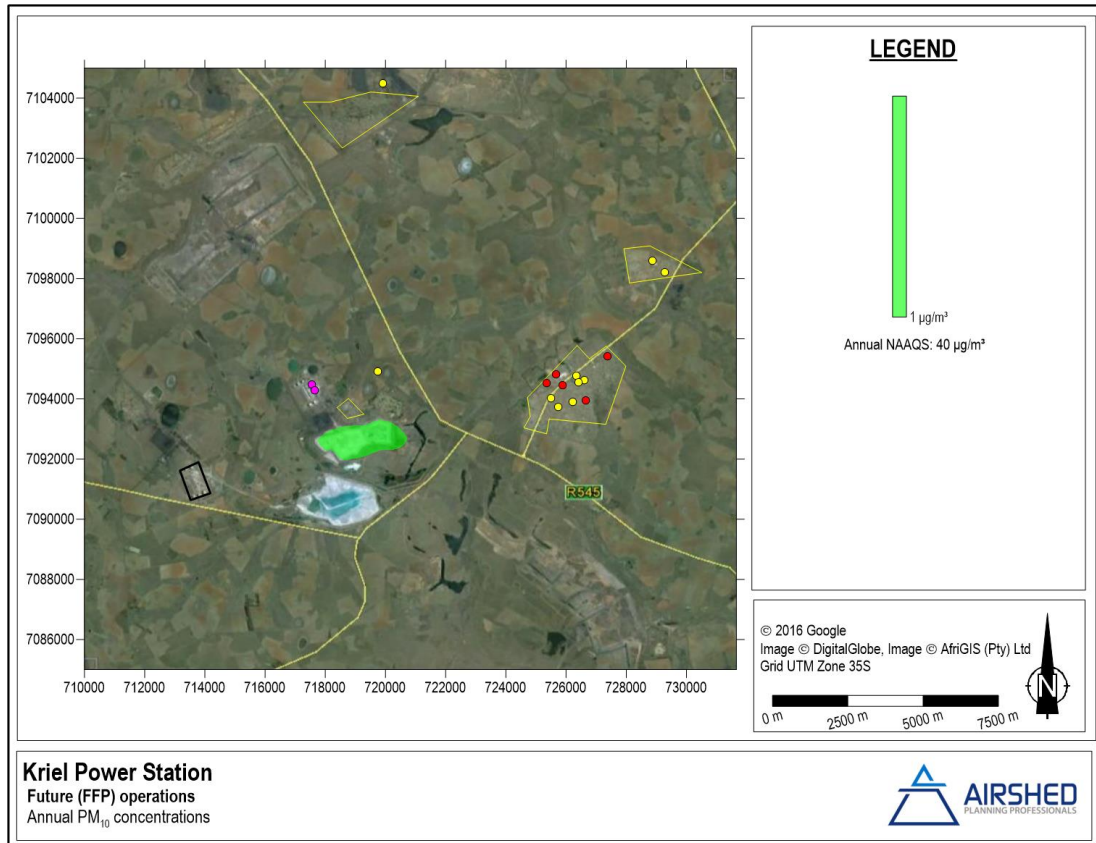 LEGEND
1 µg/m³
Annual NAAQS: 40 µg/m³
7104000
7102000
7100000
7098000
7096000
7094000
7092000
7090000
7088000
7086000
710000 712000 714000 716000 718000 720000 722000 724000 726000 728000 730000
R545
© 2016 Google
Image © DigitalGlobe, Image © AfriGIS (Pty) Ltd
Grid UTM Zone 35S
N
0 m 2500 m 5000 m 7500 m
Kriel Power Station
Future (FFP) operations
Annual PM₁₀ concentrations
AIRSHED
PLANNING PROFESSIONALS